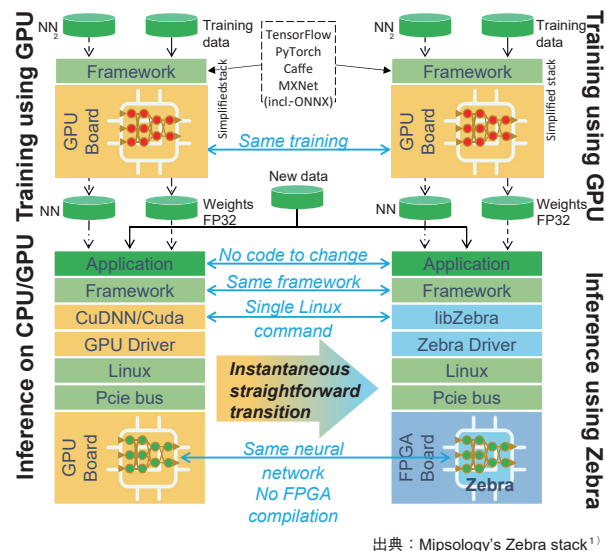 Training using GPU
NN
2
Training
data
Framework
Simplified stack
GPU
Board
TensorFlow
PyTorch
Caffe
MXNet
(incl.-ONNX)
Same training
NN
2
Training
data
Framework
Simplified stack
GPU
Board
Training using GPU
NN
Weights
FP32
New data
NN
Weights
FP32
Inference on CPU/GPU
Application
Framework
CuDNN/Cuda
GPU Driver
Linux
Pcie bus
GPU
Board
No code to change
Same framework
Single Linux
command
Instantaneous
straightforward
transition
Same neural
network
No FPGA
compilation
Application
Framework
libZebra
Zebra Driver
Linux
Pcie bus
FPGA
Board
Zebra
Inference using Zebra
出典：Mipsology's Zebra stack1)